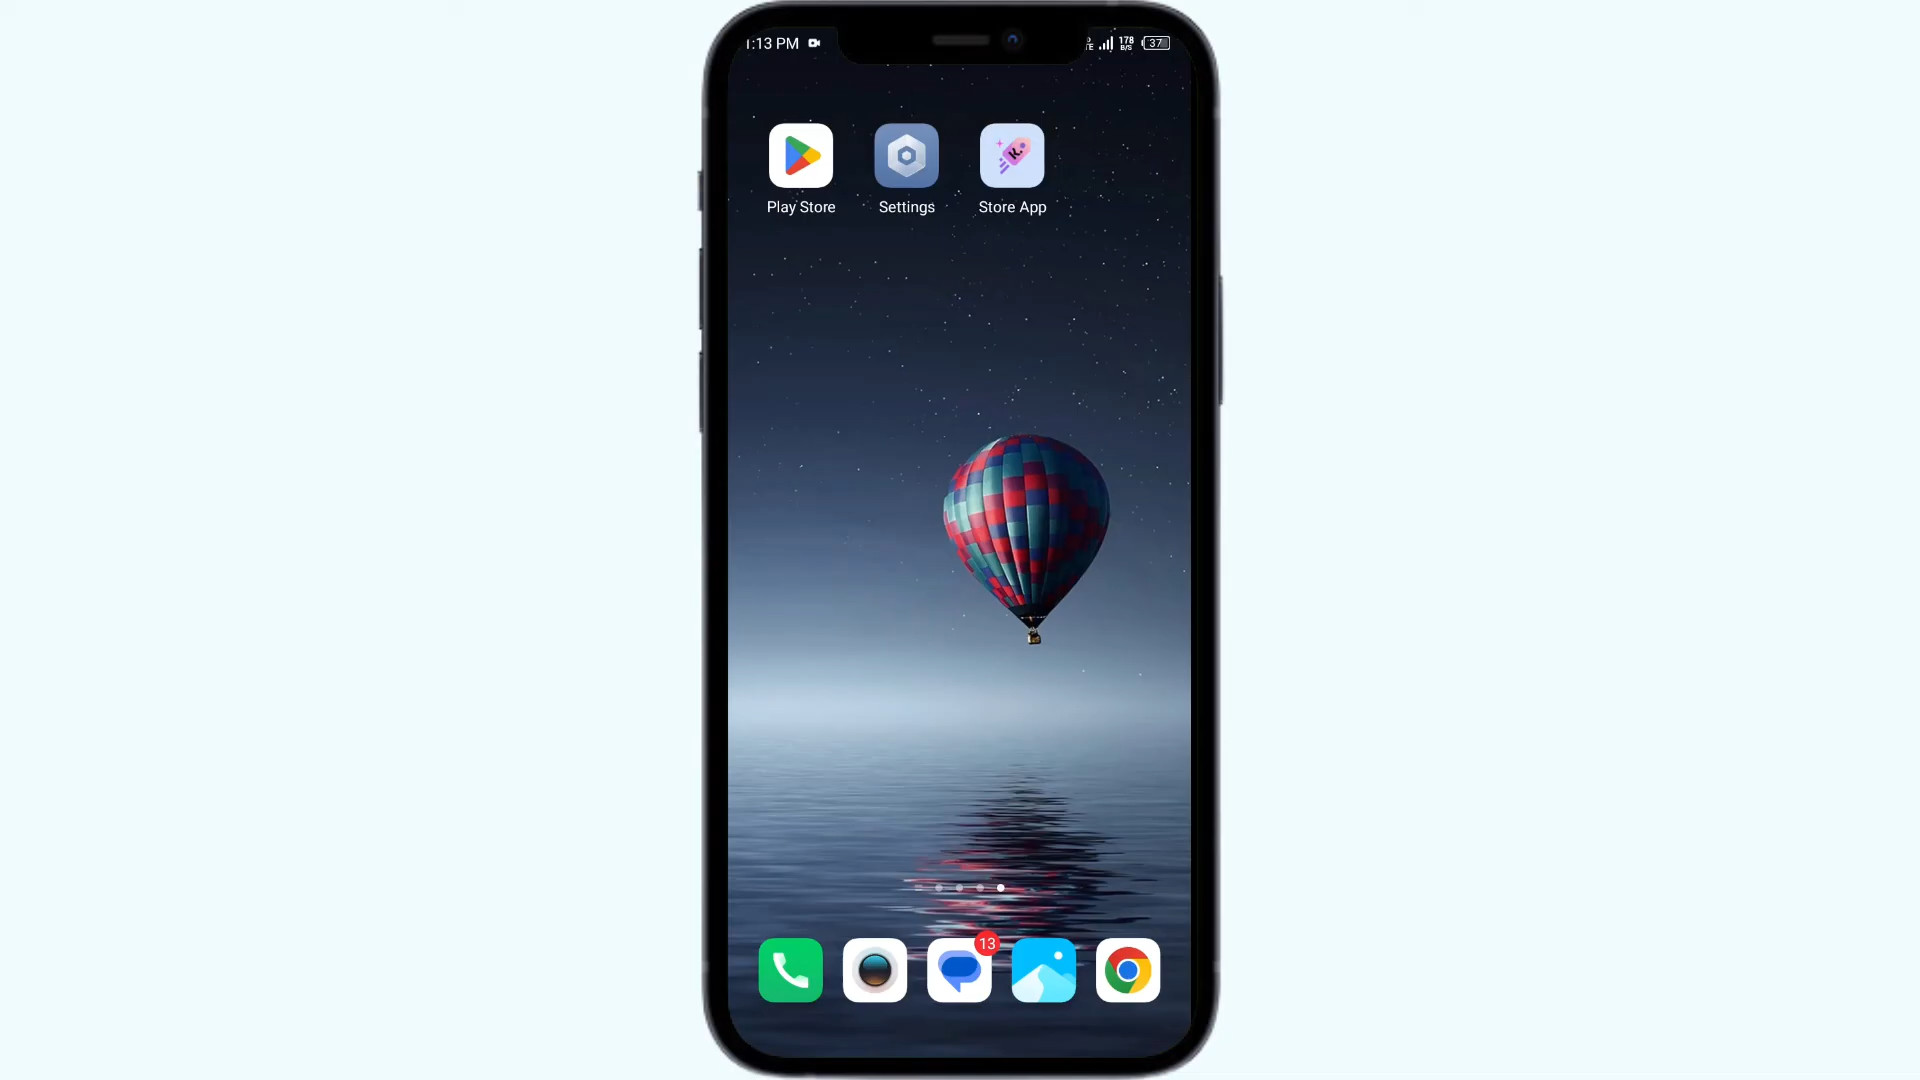 1:13 PM
178
B/S
37
Play Store
Settings
K.
Store App
13